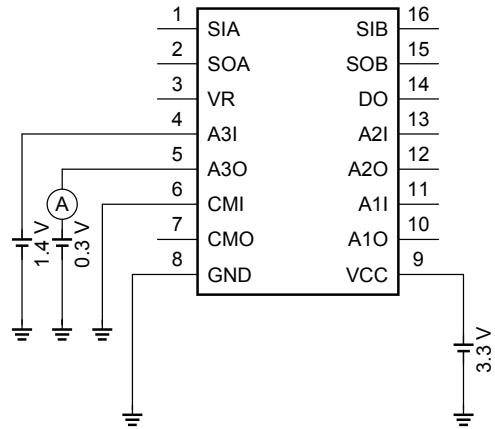 1 SIA SIB 16
2 SOA SOB 15
3 VR DO 14
4 A3I A2I 13
5 A3O A2O 12
A
6 CMI A1I 11
7 CMO A1O 10
1.4 V
0.3 V
8 GND VCC 9
3.3 V